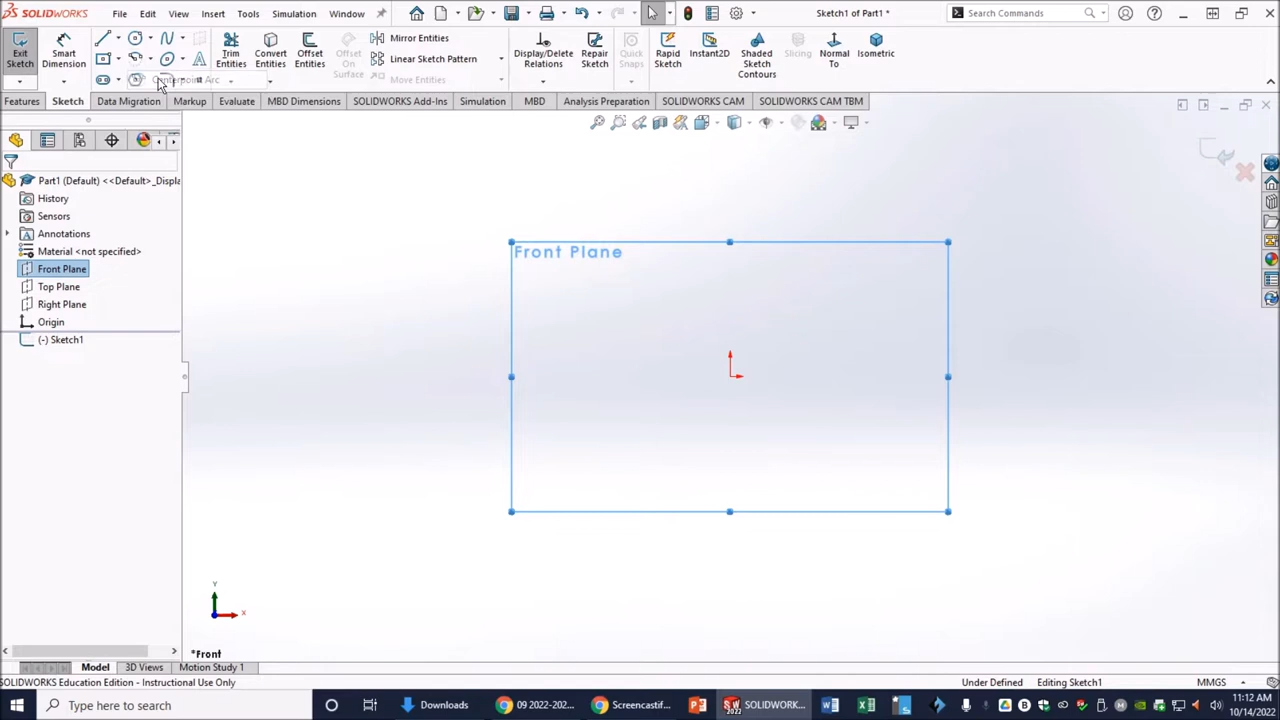 SOLIDWORKS File Edit View Insert Tools Simulation Window Sketch1 of Part1 * Search Commands
Exit Sketch Smart Dimension Trim Entities Convert Entities Offset Entities Offset On Surface Mirror Entities Linear Sketch Pattern Move Entities Display/Delete Relations Quick Snaps Repair Sketch Rapid Sketch Instant2D Shaded Sketch Contours Slicing Normal To Isometric
Centerpoint Arc
Features Sketch Data Migration Markup Evaluate MBD Dimensions SOLIDWORKS Add-Ins Simulation MBD Analysis Preparation SOLIDWORKS CAM SOLIDWORKS CAM TBM
Part1 (Default) <<Default>_Displa
History
Sensors
Annotations
Material <not specified>
Front Plane
Top Plane
Right Plane
Origin
(-) Sketch1
Front Plane
Y
X
*Front
Model 3D Views Motion Study 1
SOLIDWORKS Education Edition - Instructional Use Only Under Defined Editing Sketch1 MMGS
Type here to search Downloads 09 2022-202... Screencastif... SOLIDWORK... 11:12 AM
10/14/2022